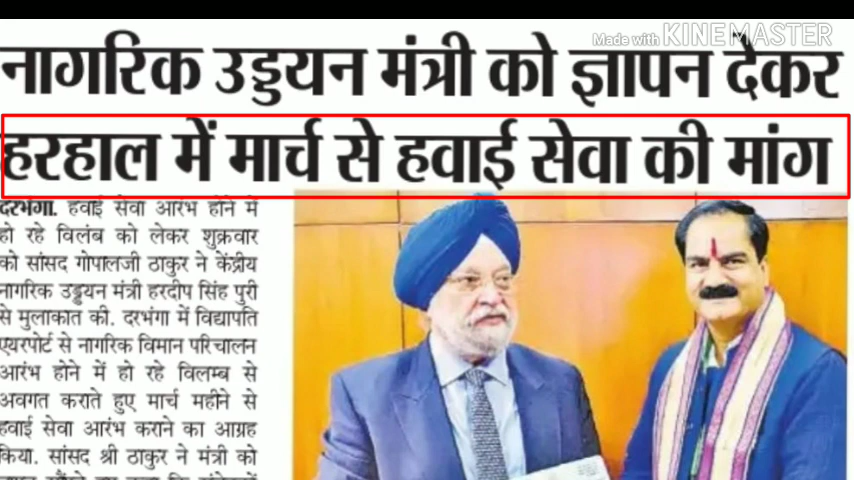 Made with KINEMASTER
नागरिक उड्डयन मंत्री को ज्ञापन देकर
हरहाल में मार्च से हवाई सेवा की मांग
दरभंगा. हवाई सेवा आरंभ होने में
हो रहे विलंब को लेकर शुक्रवार
को सांसद गोपालजी ठाकुर ने केंद्रीय
नागरिक उड्डयन मंत्री हरदीप सिंह पुरी
से मुलाकात की. दरभंगा में विद्यापति
एयरपोर्ट से नागरिक विमान परिचालन
आरंभ होने में हो रहे विलम्ब से
अवगत कराते हुए मार्च महीने से
हवाई सेवा आरंभ कराने का आग्रह
किया. सांसद श्री ठाकुर ने मंत्री को